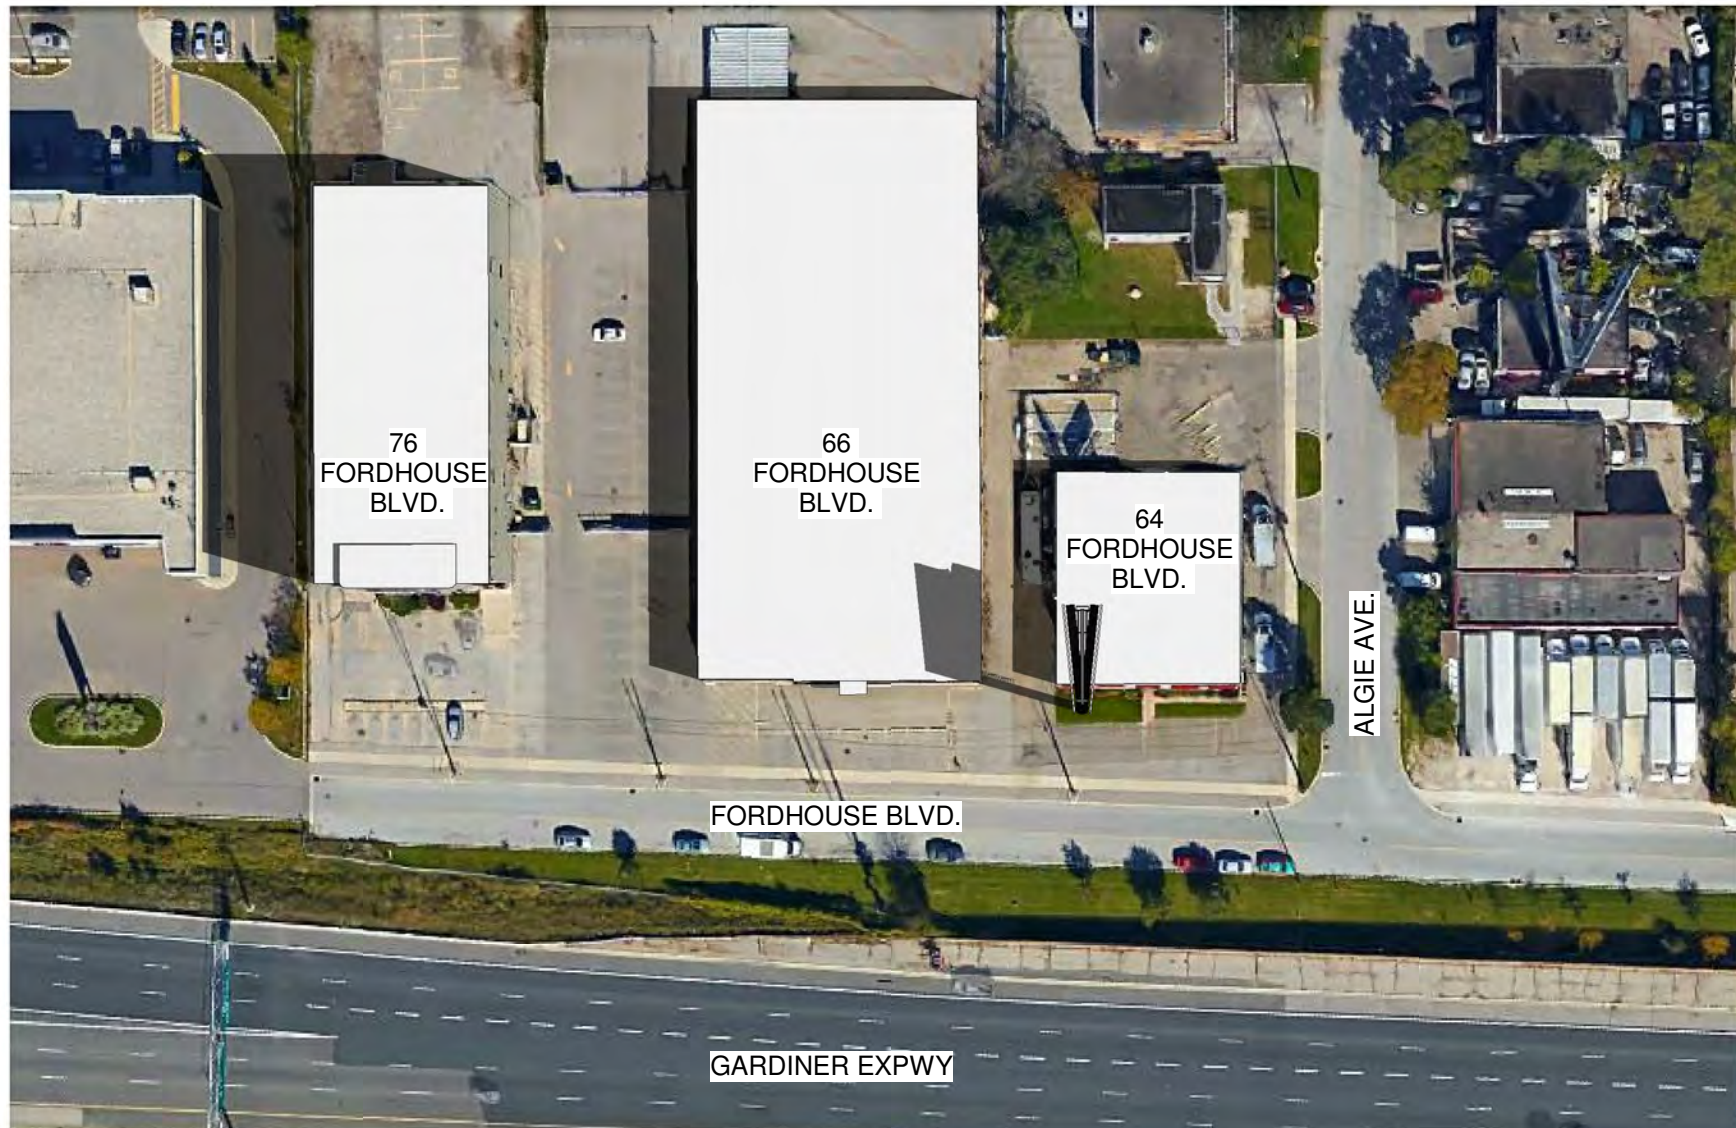 76
FORDHOUSE
BLVD.
66
FORDHOUSE
BLVD.
64
FORDHOUSE
BLVD.
ALGIE AVE.
FORDHOUSE BLVD.
GARDINER EXPWY